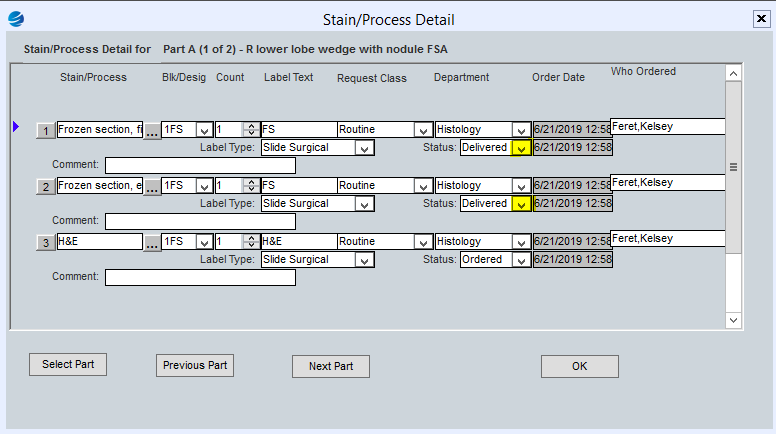 Stain/Process Detail
Stain/Process Detail for Part A (1 of 2) - R lower lobe wedge with nodule FSA
Stain/Process Blk/Desig Count Label Text Request Class Department Order Date Who Ordered
1 Frozen section, fi ... 1FS 1 FS Routine Histology 6/21/2019 12:58 Feret,Kelsey
Label Type: Slide Surgical Status: Delivered 6/21/2019 12:58
Comment:
2 Frozen section, e ... 1FS 1 FS Routine Histology 6/21/2019 12:58 Feret,Kelsey
Label Type: Slide Surgical Status: Delivered 6/21/2019 12:58
Comment:
3 H&E ... 1FS 1 H&E Routine Histology 6/21/2019 12:58 Feret,Kelsey
Label Type: Slide Surgical Status: Ordered 6/21/2019 12:58
Comment:
Select Part Previous Part Next Part OK